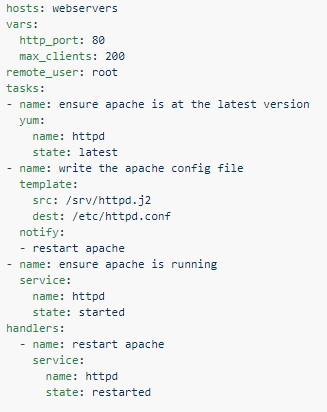 hosts: webservers
vars:
  http_port: 80
  max_clients: 200
remote_user: root
tasks:
- name: ensure apache is at the latest version
  yum:
    name: httpd
    state: latest
- name: write the apache config file
  template:
    src: /srv/httpd.j2
    dest: /etc/httpd.conf
  notify:
  - restart apache
- name: ensure apache is running
  service:
    name: httpd
    state: started
handlers:
  - name: restart apache
    service:
      name: httpd
      state: restarted